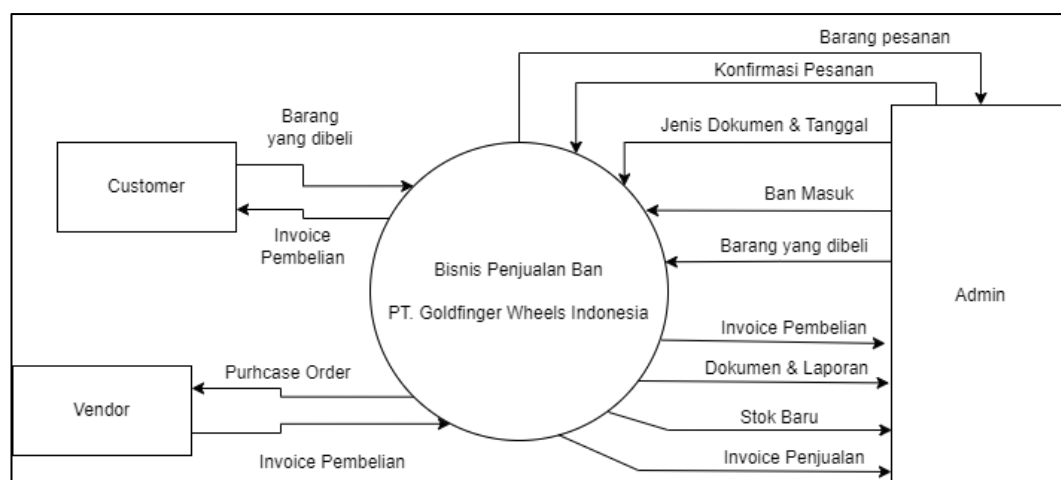 Barang pesanan
Konfirmasi Pesanan
Barang
yang dibeli
Jenis Dokumen & Tanggal
Customer
Ban Masuk
Invoice
Pembelian
Barang yang dibeli
Bisnis Penjualan Ban
PT. Goldfinger Wheels Indonesia
Admin
Invoice Pembelian
Purhcase Order
Dokumen & Laporan
Vendor
Stok Baru
Invoice Pembelian
Invoice Penjualan